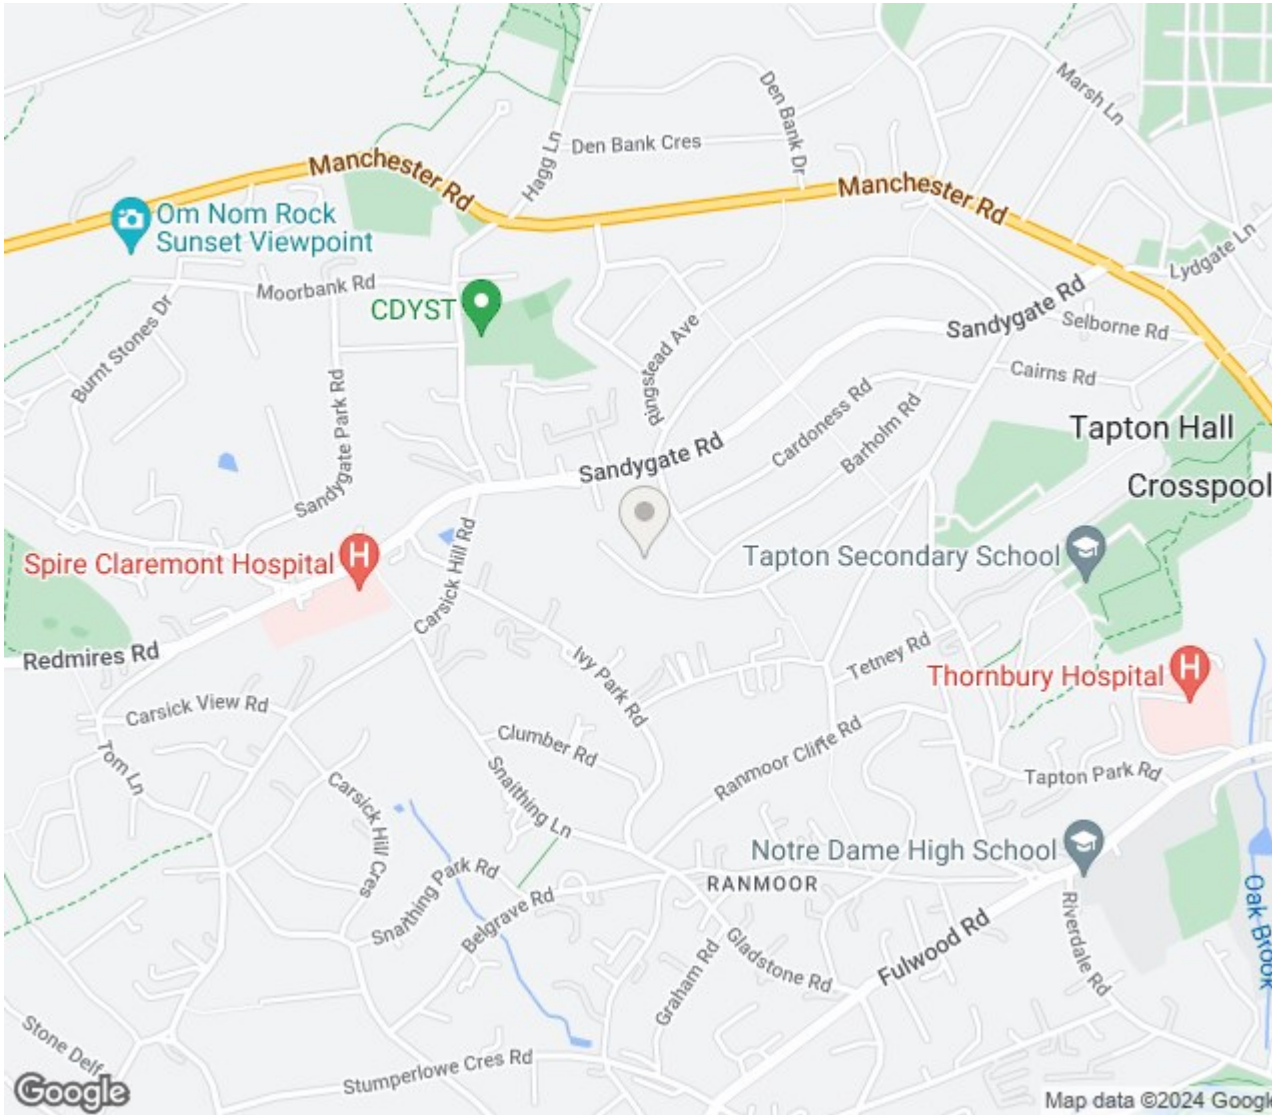 Marsh Ln
Den Bank Dr
Den Bank Cres
Hagg Ln
Manchester Rd
Manchester Rd
Om Nom Rock
Sunset Viewpoint
Lydgate Ln
Moorbank Rd
CDYST
Burnt Stones Dr
Sandygate Rd
Selborne Rd
Ringstead Ave
Cairns Rd
Sandygate Park Rd
Cardoness Rd
Barholm Rd
Tapton Hall
Sandygate Rd
Crosspool
Spire Claremont Hospital
H
Tapton Secondary School
Carsick Hill Rd
Redmires Rd
Ivy Park Rd
Tetney Rd
Thornbury Hospital
H
Carsick View Rd
Clumber Rd
Ranmoor Cliffe Rd
Tom Ln
Snaithing Ln
Tapton Park Rd
Carsick Hill Cres
Notre Dame High School
RANMOOR
Snaithing Park Rd
Belgrave Rd
Riverdale Rd
Oak Brook
Fulwood Rd
Gladstone Rd
Graham Rd
Stone Delf
Stumperlowe Cres Rd
Google
Map data ©2024 Google